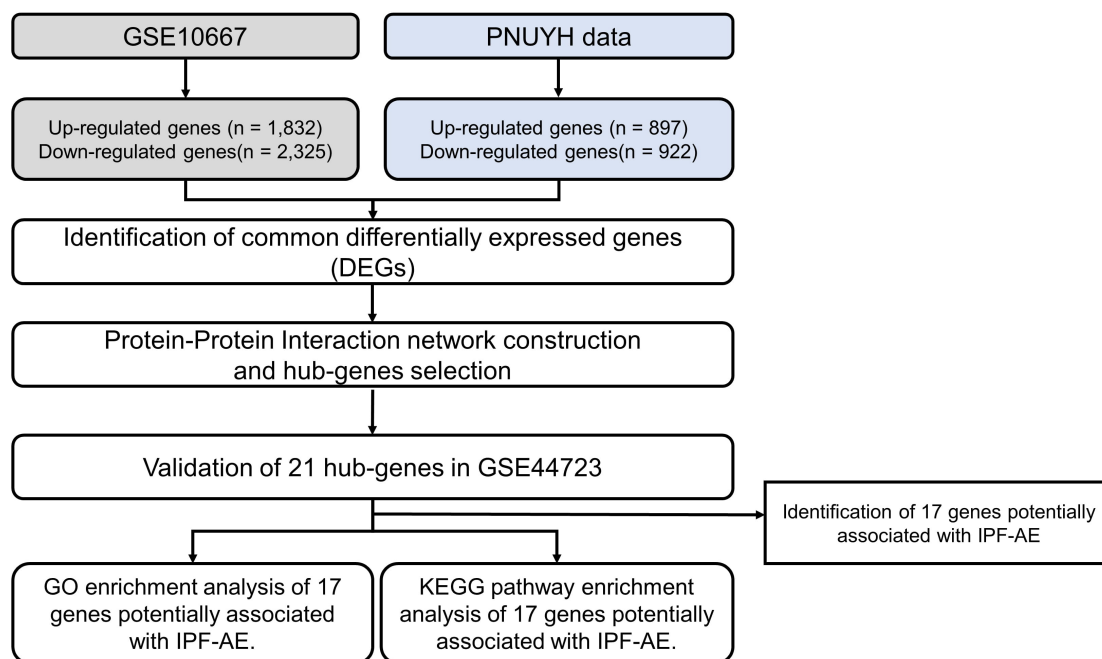 GSE10667
PNUYH data
Up-regulated genes (n = 1,832)
Down-regulated genes(n = 2,325)
Up-regulated genes (n = 897)
Down-regulated genes(n = 922)
Identification of common differentially expressed genes
(DEGs)
Protein-Protein Interaction network construction
and hub-genes selection
Validation of 21 hub-genes in GSE44723
Identification of 17 genes potentially
associated with IPF-AE
GO enrichment analysis of 17
genes potentially associated
with IPF-AE.
KEGG pathway enrichment
analysis of 17 genes potentially
associated with IPF-AE.